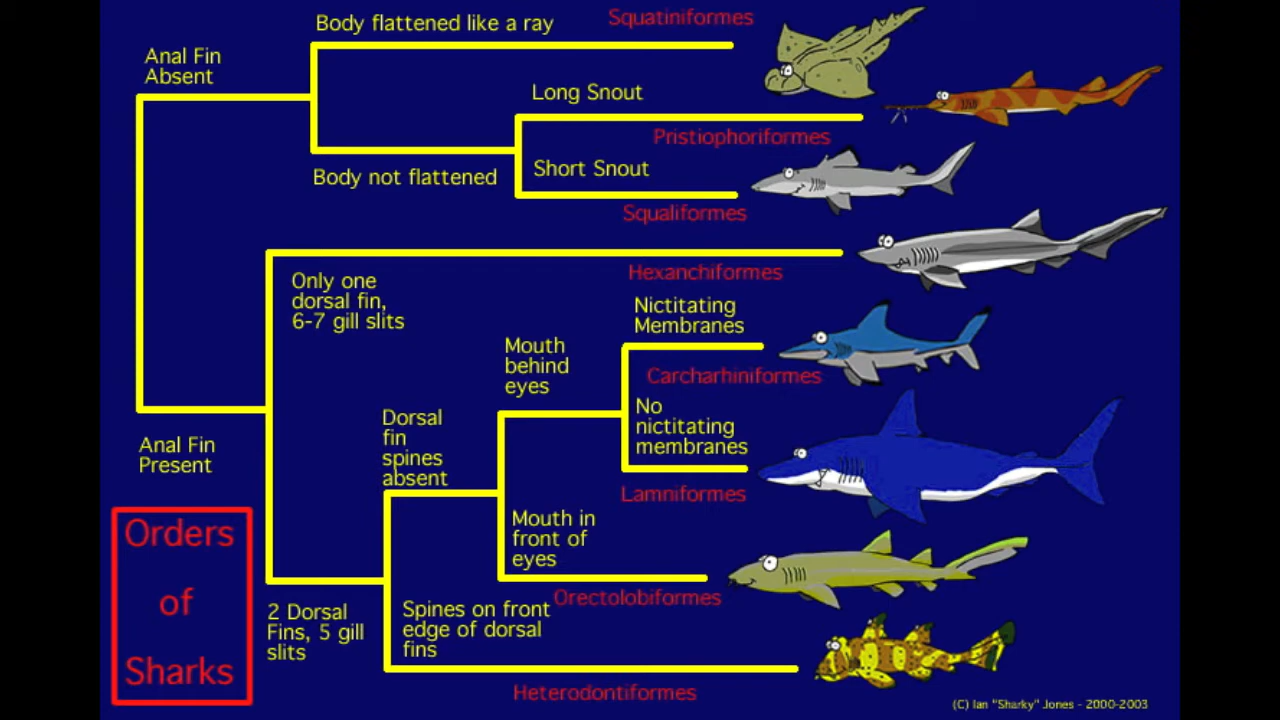 Body flattened like a ray
Squatiniformes
Anal Fin
Absent
Long Snout
Pristiophoriformes
Body not flattened
Short Snout
Squaliformes
Hexanchiformes
Only one
dorsal fin,
6-7 gill slits
Nictitating
Membranes
Mouth
behind
eyes
Carcharhiniformes
No
nictitating
membranes
Dorsal
fin
spines
absent
Anal Fin
Present
Lamniformes
Mouth in
front of
eyes
Orectolobiformes
2 Dorsal
Fins, 5 gill
slits
Spines on front
edge of dorsal
fins
Heterodontiformes
Orders
of
Sharks
(C) Ian "Sharky" Jones - 2000-2003